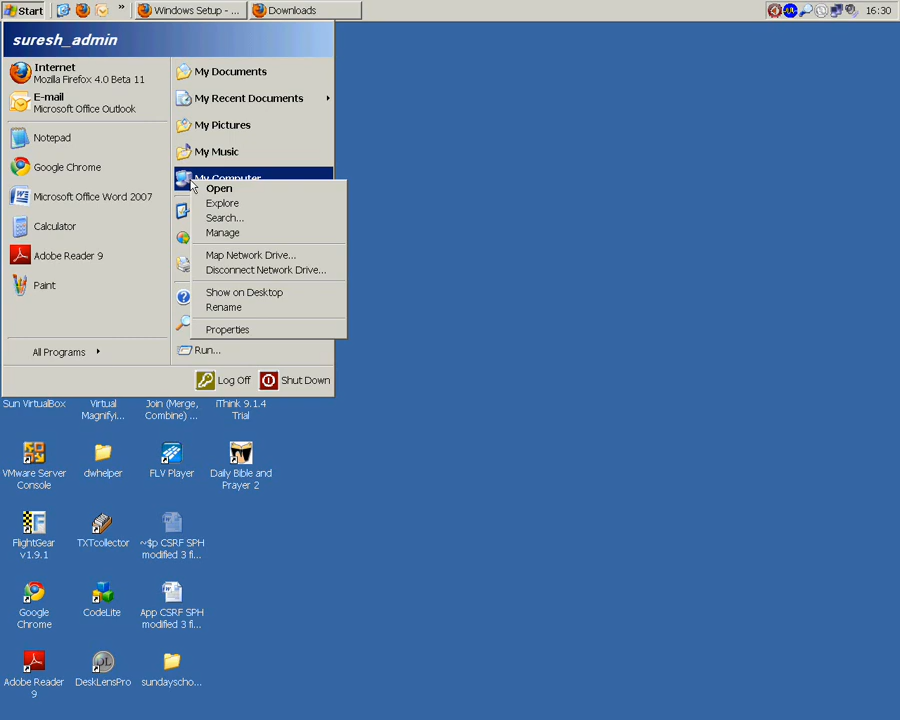 Start
»
Windows Setup - ...
Downloads
16:30
suresh_admin
Internet
Mozilla Firefox 4.0 Beta 11
E-mail
Microsoft Office Outlook
Notepad
Google Chrome
Microsoft Office Word 2007
Calculator
Adobe Reader 9
Paint
All Programs
My Documents
My Recent Documents
My Pictures
My Music
My Computer
Open
Explore
Search...
Manage
Map Network Drive...
Disconnect Network Drive...
Show on Desktop
Rename
Properties
Run...
Log Off
Shut Down
Sun VirtualBox
Virtual
Magnifyi...
Join (Merge,
Combine) ...
iThink 9.1.4
Trial
VMware Server
Console
dwhelper
FLV Player
Daily Bible and
Prayer 2
FlightGear
v1.9.1
TXTcollector
~$p CSRF SPH
modified 3 fi...
Google
Chrome
CodeLite
App CSRF SPH
modified 3 fi...
Adobe Reader
9
DeskLensPro
sundayscho...